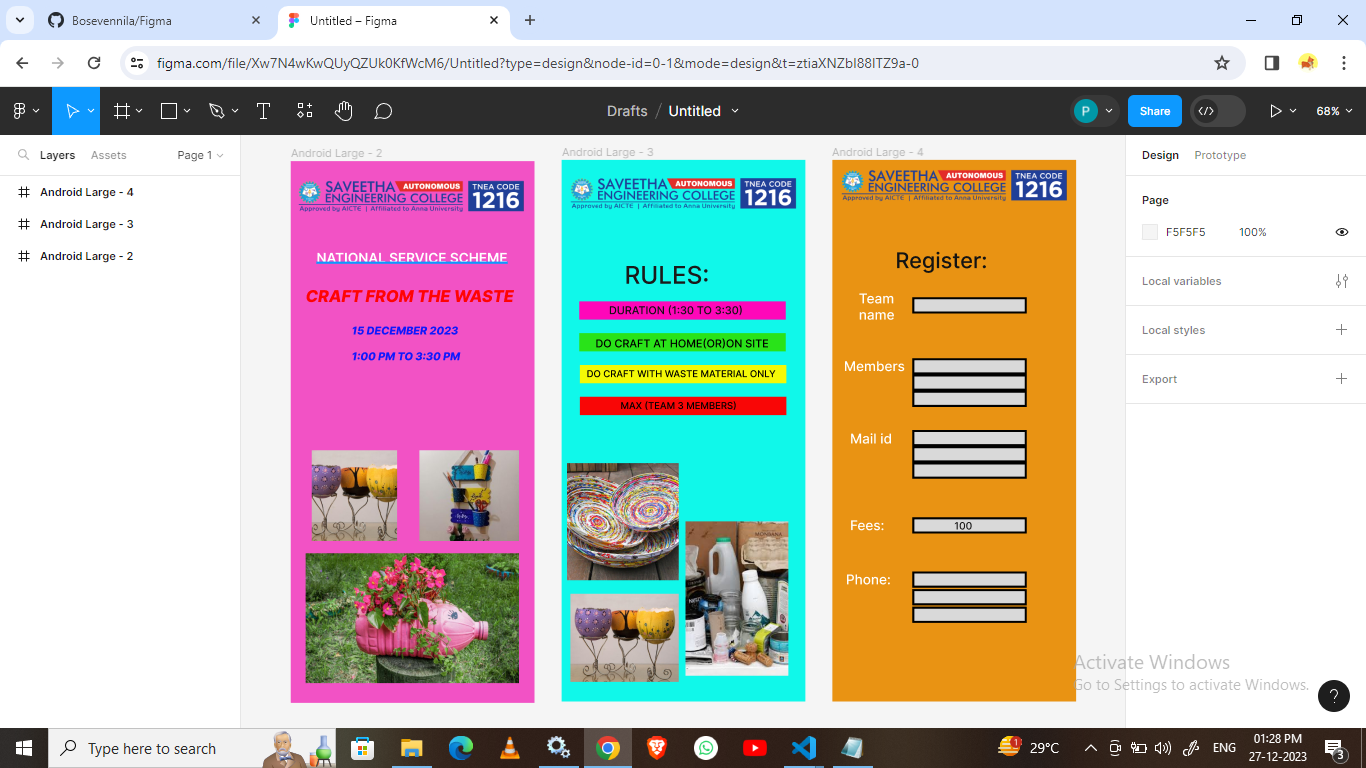 Bosevennila/Figma
Untitled – Figma
figma.com/file/Xw7N4wKwQUyQZUk0KfWcM6/Untitled?type=design&node-id=0-1&mode=design&t=ztiaXNZbI88ITZ9a-0
Drafts / Untitled
P
Share
68%
Layers Assets Page 1
Android Large - 4
Android Large - 3
Android Large - 2
Android Large - 2
SAVEETHA AUTONOMOUS
ENGINEERING COLLEGE
Approved by AICTE | Affiliated to Anna University
TNEA CODE
1216
NATIONAL SERVICE SCHEME
CRAFT FROM THE WASTE
15 DECEMBER 2023
1:00 PM TO 3:30 PM
Android Large - 3
SAVEETHA AUTONOMOUS
ENGINEERING COLLEGE
Approved by AICTE | Affiliated to Anna University
TNEA CODE
1216
RULES:
DURATION (1:30 TO 3:30)
DO CRAFT AT HOME(OR)ON SITE
DO CRAFT WITH WASTE MATERIAL ONLY
MAX (TEAM 3 MEMBERS)
Android Large - 4
SAVEETHA AUTONOMOUS
ENGINEERING COLLEGE
Approved by AICTE | Affiliated to Anna University
TNEA CODE
1216
Register:
Team
name
Members
Mail id
Fees: 100
Phone:
Design Prototype
Page
F5F5F5 100%
Local variables
Local styles
Export
Activate Windows
Go to Settings to activate Windows.
?
Type here to search
1
29°C
ENG
01:28 PM
27-12-2023
3